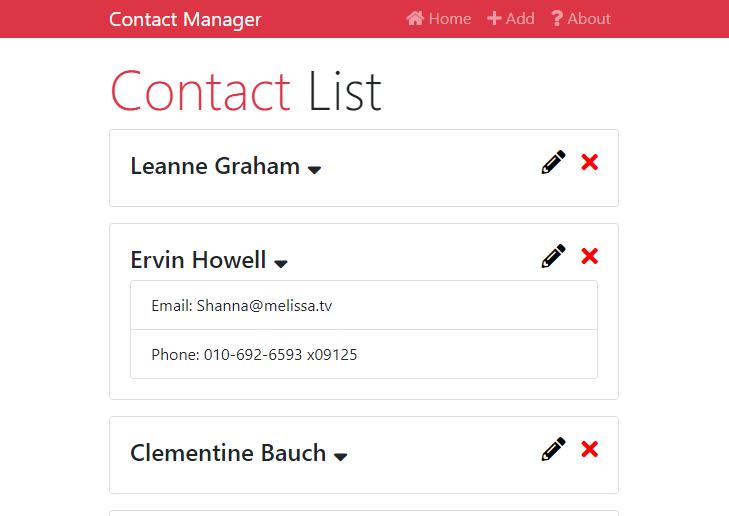 Contact Manager
Home
Add
About
Contact List
Leanne Graham
Ervin Howell
Email: Shanna@melissa.tv
Phone: 010-692-6593 x09125
Clementine Bauch